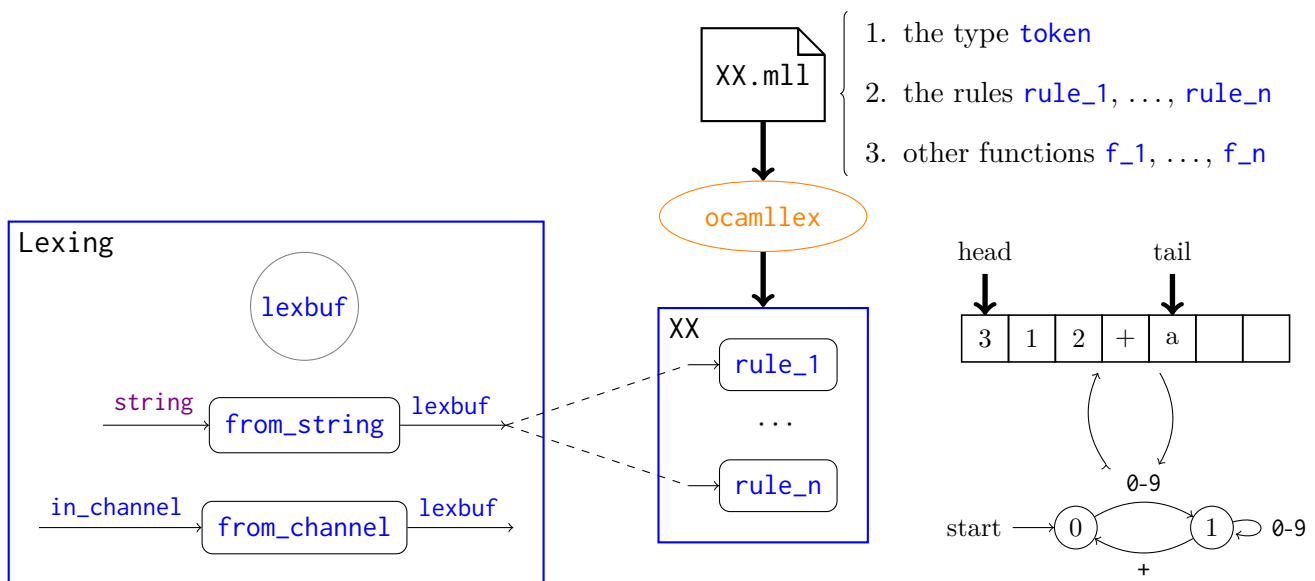 XX.mll
1. the type token
2. the rules rule_1, ..., rule_n
3. other functions f_1, ..., f_n
ocamllex
Lexing
lexbuf
string
from_string
lexbuf
in_channel
from_channel
lexbuf
XX
rule_1
...
rule_n
head
tail
3 1 2 + a
0-9
start
0
1
0-9
+